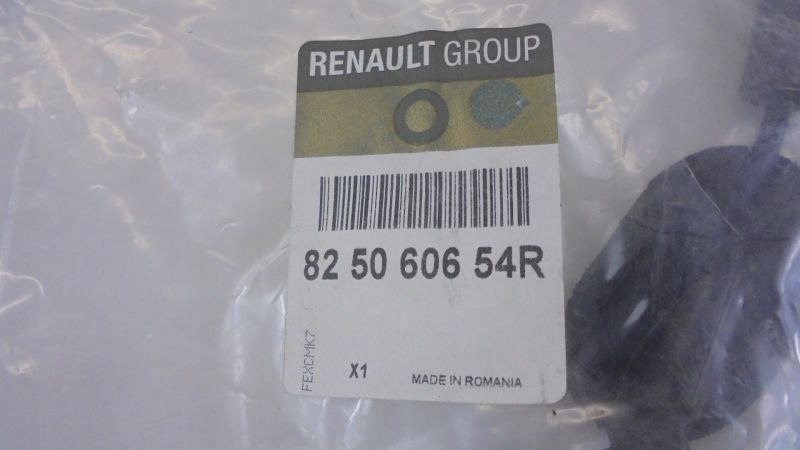 RENAULT GROUP
82 50 606 54R
FEXCMK7
X1
MADE IN ROMANIA